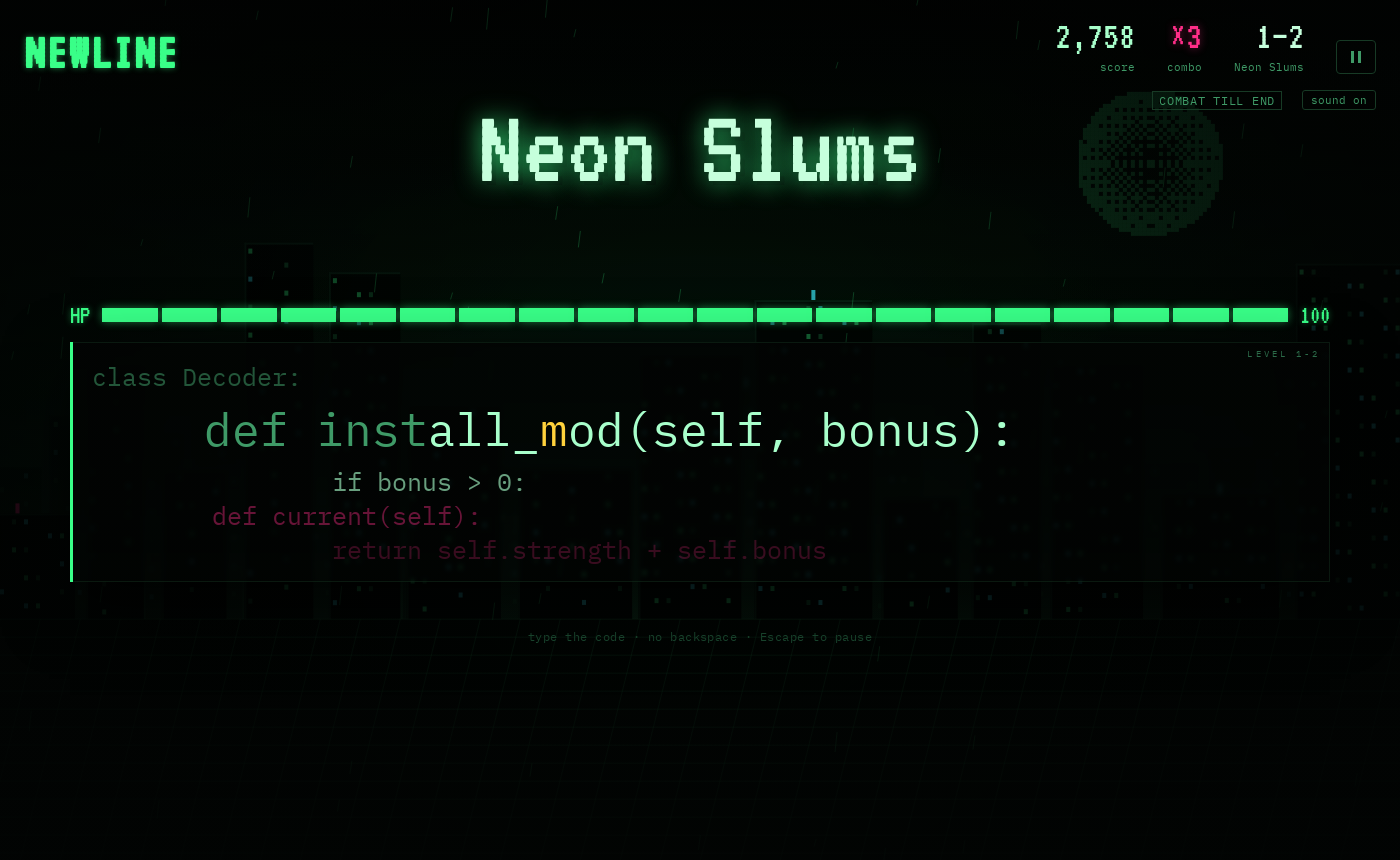 NEWLINE
2,758 x3 1-2
score combo Neon Slums
COMBAT TILL END sound on
Neon Slums
HP 100
LEVEL 1-2
class Decoder:
def install_mod(self, bonus):
if bonus > 0:
def current(self):
return self.strength + self.bonus
type the code · no backspace · Escape to pause